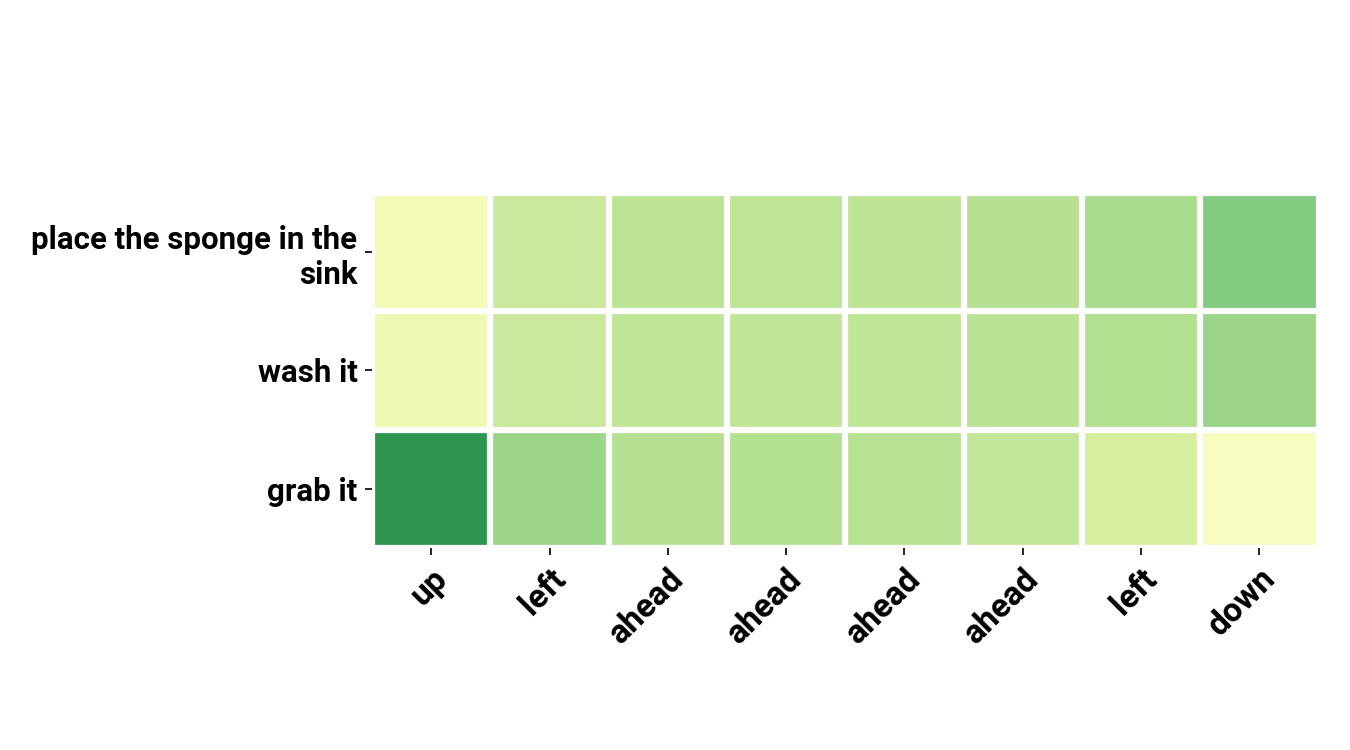 place the sponge in the
sink
wash it
grab it
up
left
ahead
ahead
ahead
ahead
left
down